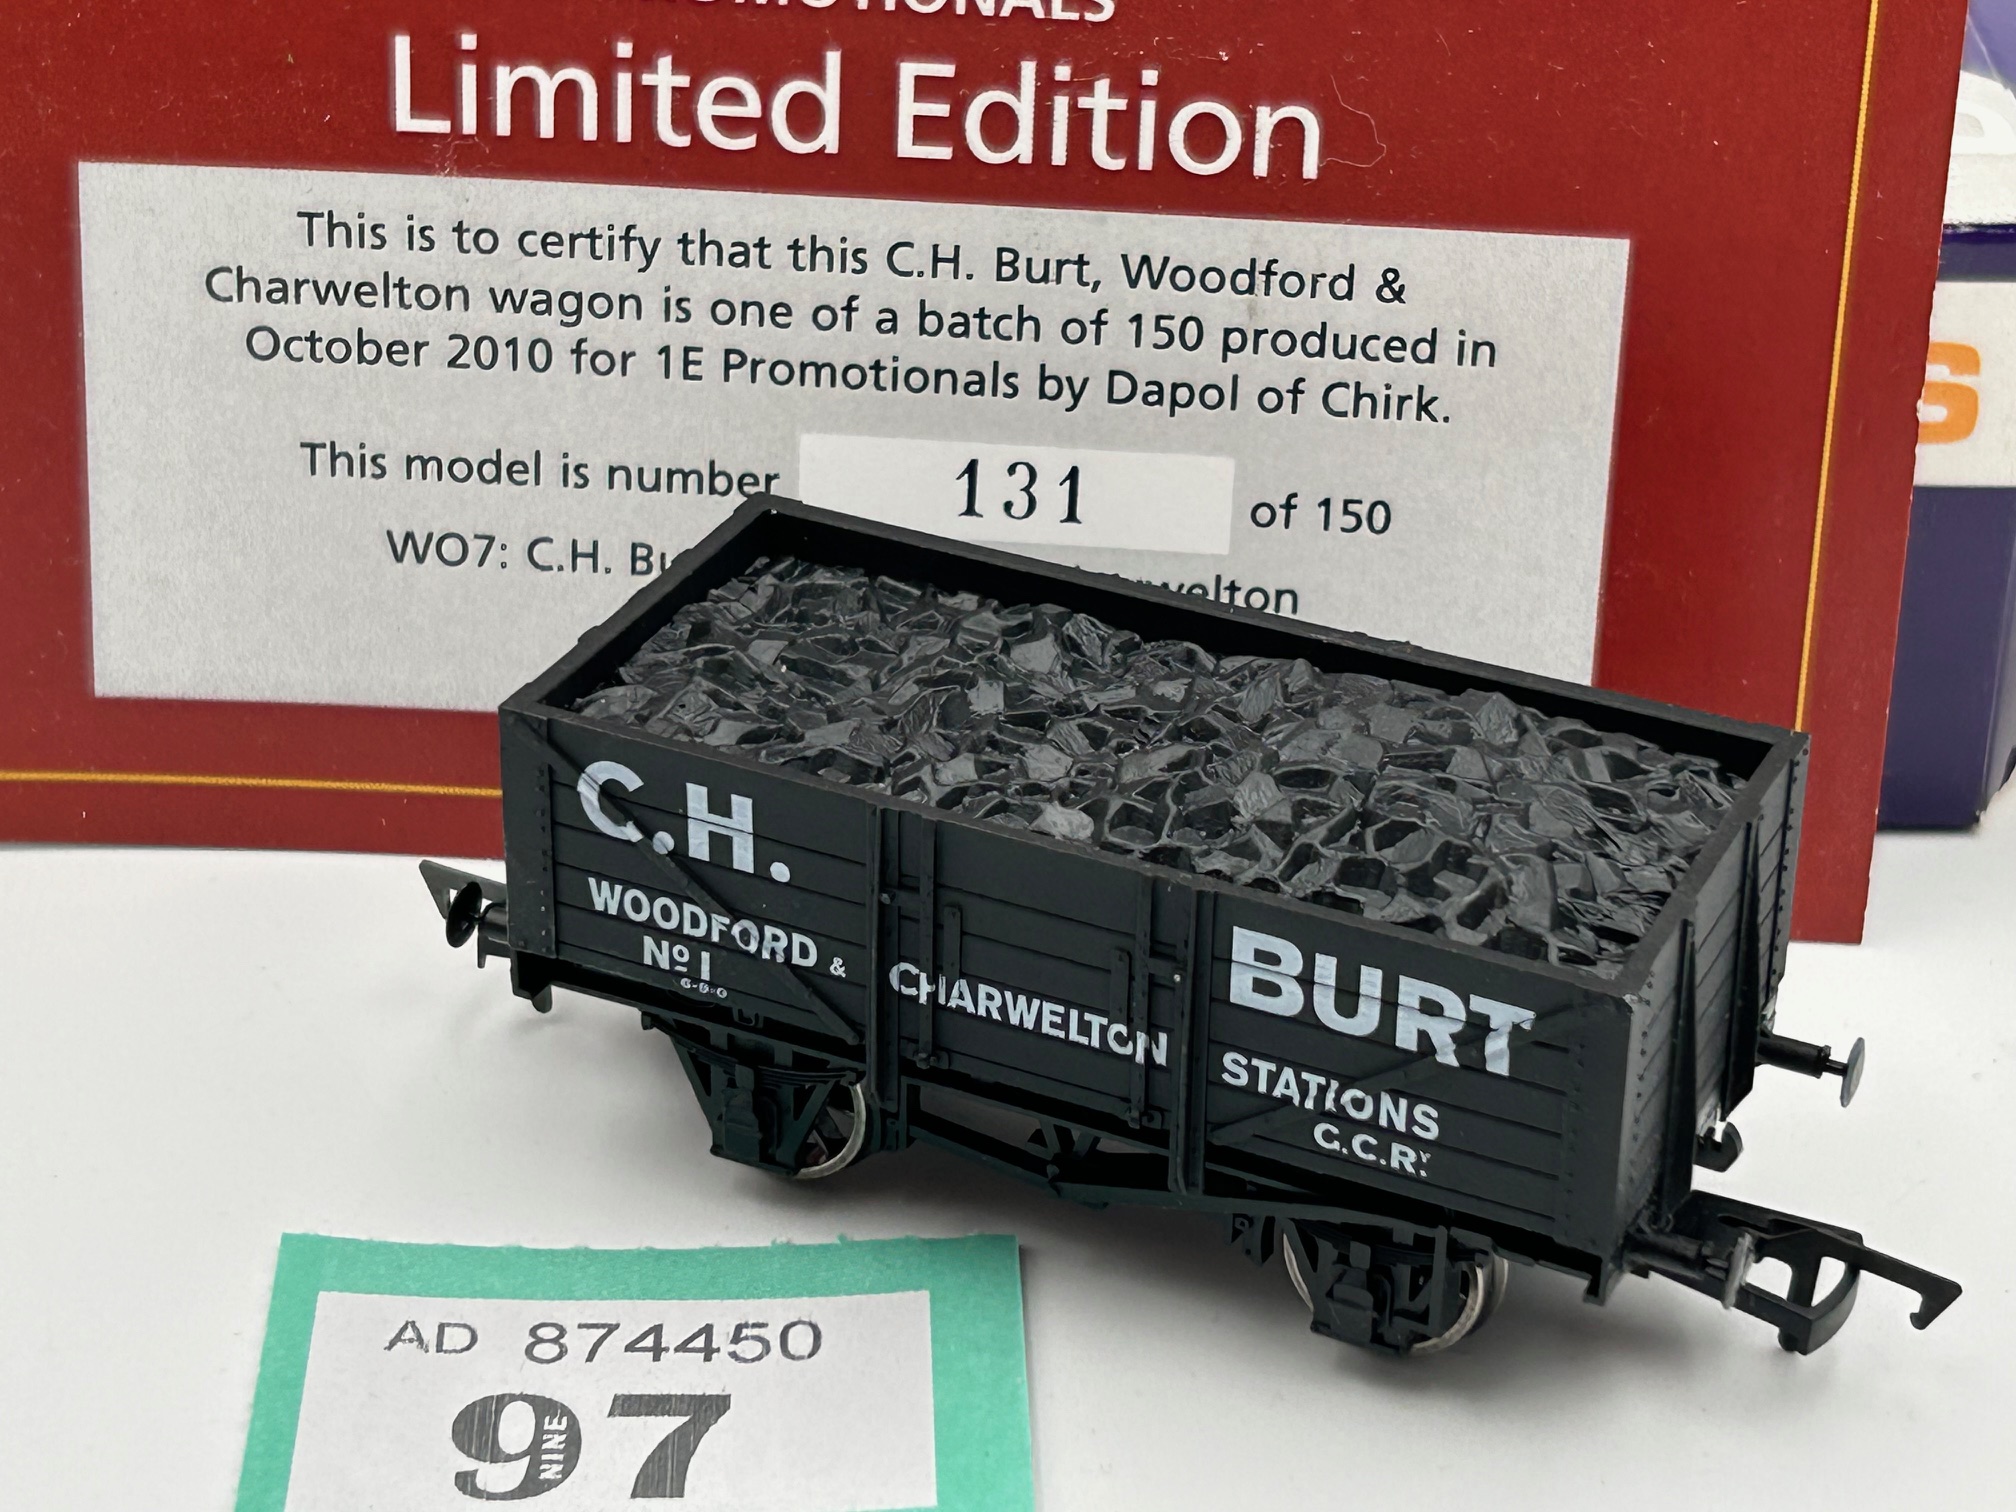 Limited Edition
This is to certify that this C.H. Burt, Woodford &
Charwelton wagon is one of a batch of 150 produced in
October 2010 for 1E Promotionals by Dapol of Chirk.
This model is number 131 of 150
WO7: C.H.
C.H. BURT
WOODFORD & CHARWELTON STATIONS
Nº 1
G.C.Rʸ.
AD 874450
97
NINE